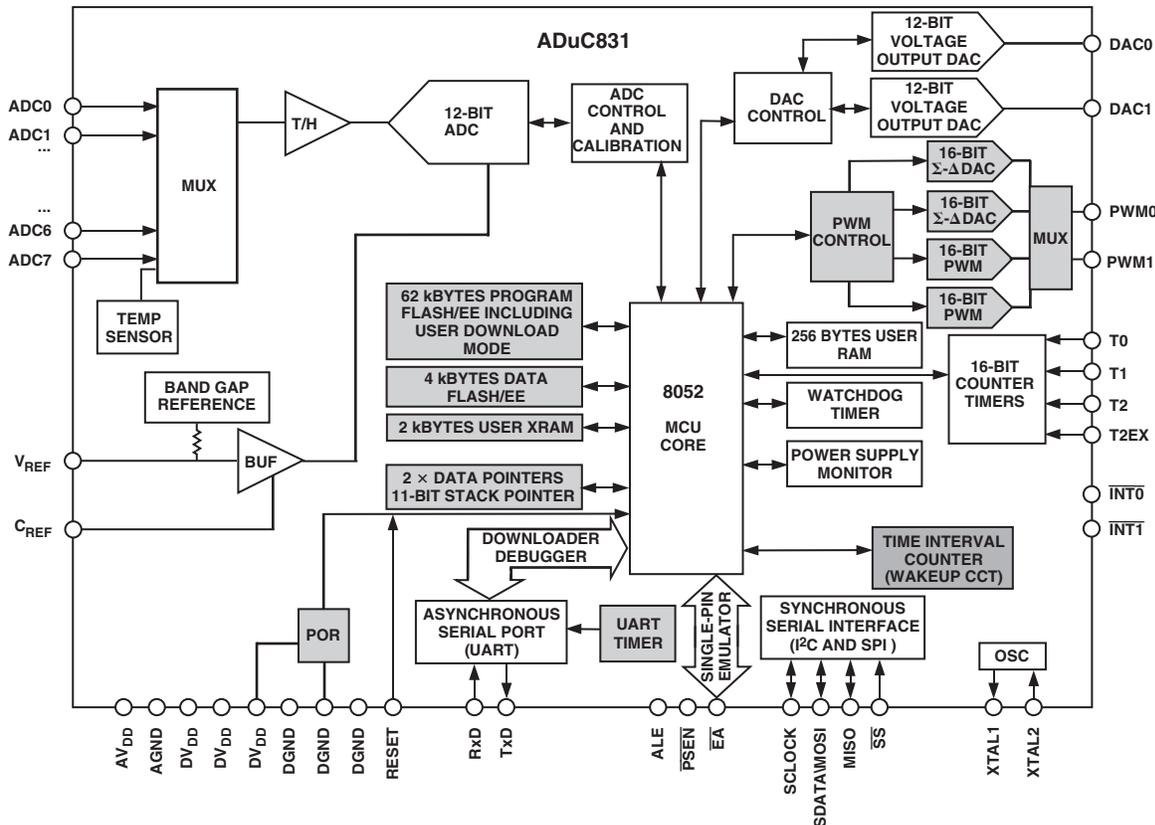 ADuC831
ADC0
ADC1
...
...
ADC6
ADC7
MUX
TEMP
SENSOR
T/H
12-BIT
ADC
ADC
CONTROL
AND
CALIBRATION
DAC
CONTROL
12-BIT
VOLTAGE
OUTPUT DAC
DAC0
12-BIT
VOLTAGE
OUTPUT DAC
DAC1
PWM
CONTROL
16-BIT
Σ-Δ DAC
16-BIT
Σ-Δ DAC
16-BIT
PWM
16-BIT
PWM
MUX
PWM0
PWM1
BAND GAP
REFERENCE
VREF
BUF
CREF
62 kBYTES PROGRAM
FLASH/EE INCLUDING
USER DOWNLOAD
MODE
4 kBYTES DATA
FLASH/EE
2 kBYTES USER XRAM
2 × DATA POINTERS
11-BIT STACK POINTER
8052
MCU
CORE
256 BYTES USER
RAM
WATCHDOG
TIMER
POWER SUPPLY
MONITOR
16-BIT
COUNTER
TIMERS
T0
T1
T2
T2EX
INT0
INT1
TIME INTERVAL
COUNTER
(WAKEUP CCT)
DOWNLOADER
DEBUGGER
POR
ASYNCHRONOUS
SERIAL PORT
(UART)
UART
TIMER
SINGLE-PIN
EMULATOR
SYNCHRONOUS
SERIAL INTERFACE
(I²C AND SPI )
OSC
AVDD
AGND
DVDD
DVDD
DVDD
DGND
DGND
DGND
RESET
RxD
TxD
ALE
PSEN
EA
SCLOCK
SDATA\MOSI
MISO
SS
XTAL1
XTAL2